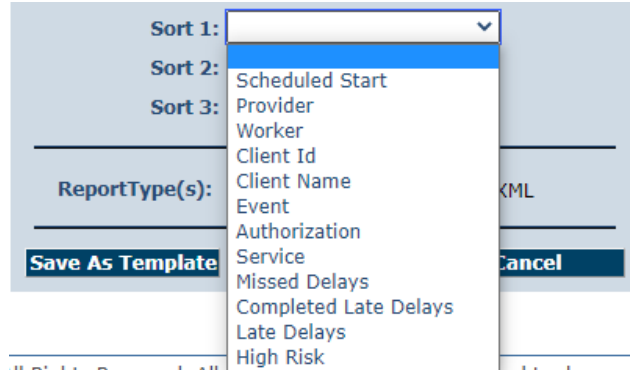 Sort 1:
Sort 2:
Scheduled Start
Sort 3:
Provider
Worker
Client Id
Client Name
ReportType(s):
XML
Event
Authorization
Save As Template
Service
Cancel
Missed Delays
Completed Late Delays
Late Delays
High Risk